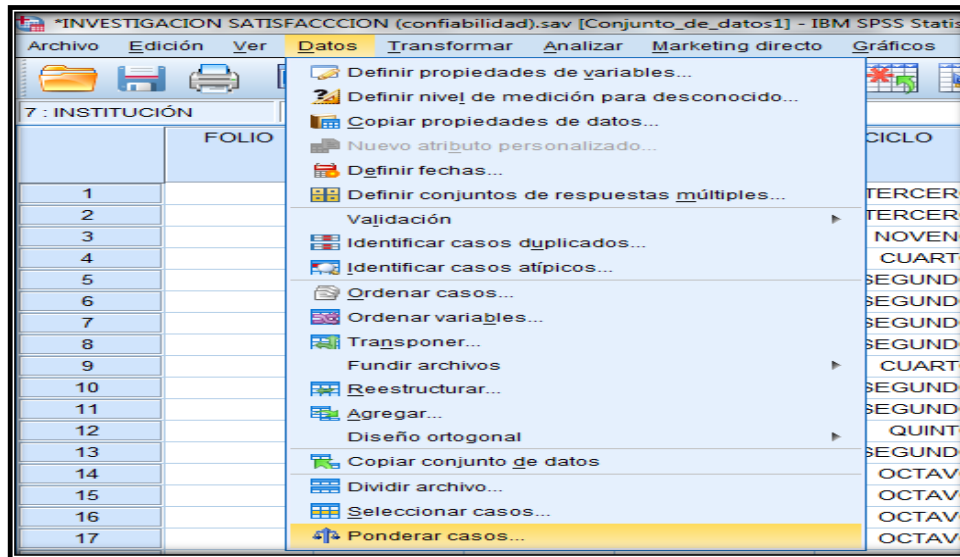 *INVESTIGACION SATISFACCCION (confiabilidad).sav [Conjunto_de_datos1] - IBM SPSS Statis
Archivo Edición Ver Datos Transformar Analizar Marketing directo Gráficos
7 : INSTITUCIÓN
FOLIO CICLO
Definir propiedades de variables...
Definir nivel de medición para desconocido...
Copiar propiedades de datos...
Nuevo atributo personalizado...
Definir fechas...
Definir conjuntos de respuestas múltiples...
Validación
Identificar casos duplicados...
Identificar casos atípicos...
Ordenar casos...
Ordenar variables...
Transponer...
Fundir archivos
Reestructurar...
Agregar...
Diseño ortogonal
Copiar conjunto de datos
Dividir archivo...
Seleccionar casos...
Ponderar casos...
1 TERCER
2 TERCER
3 NOVEN
4 CUART
5 SEGUND
6 SEGUND
7 SEGUND
8 SEGUND
9 CUART
10 SEGUND
11 SEGUND
12 QUINT
13 SEGUND
14 OCTAV
15 OCTAV
16 OCTAV
17 OCTAV